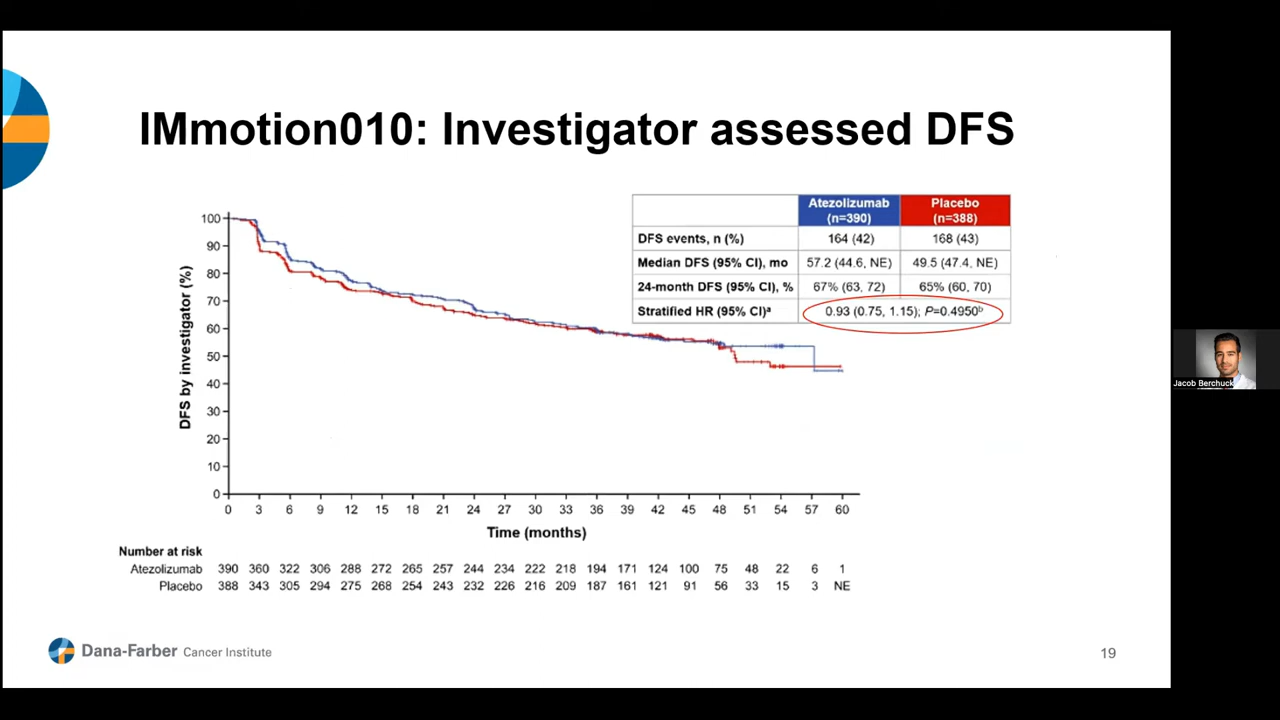 IMmotion010: Investigator assessed DFS
Atezolizumab (n=390) Placebo (n=388)
DFS events, n (%) 164 (42) 168 (43)
Median DFS (95% CI), mo 57.2 (44.6, NE) 49.5 (47.4, NE)
24-month DFS (95% CI), % 67% (63, 72) 65% (60, 70)
Stratified HR (95% CI)ᵃ 0.93 (0.75, 1.15); P=0.4950ᵇ
DFS by investigator (%)
100
90
80
70
60
50
40
30
20
10
0
0 3 6 9 12 15 18 21 24 27 30 33 36 39 42 45 48 51 54 57 60
Time (months)
Number at risk
Atezolizumab 390 360 322 306 288 272 265 257 244 234 222 218 194 171 124 100 75 48 22 6 1
Placebo 388 343 305 294 275 268 254 243 232 226 216 209 187 161 121 91 56 33 15 3 NE
Dana-Farber Cancer Institute
19
Jacob Berchuck